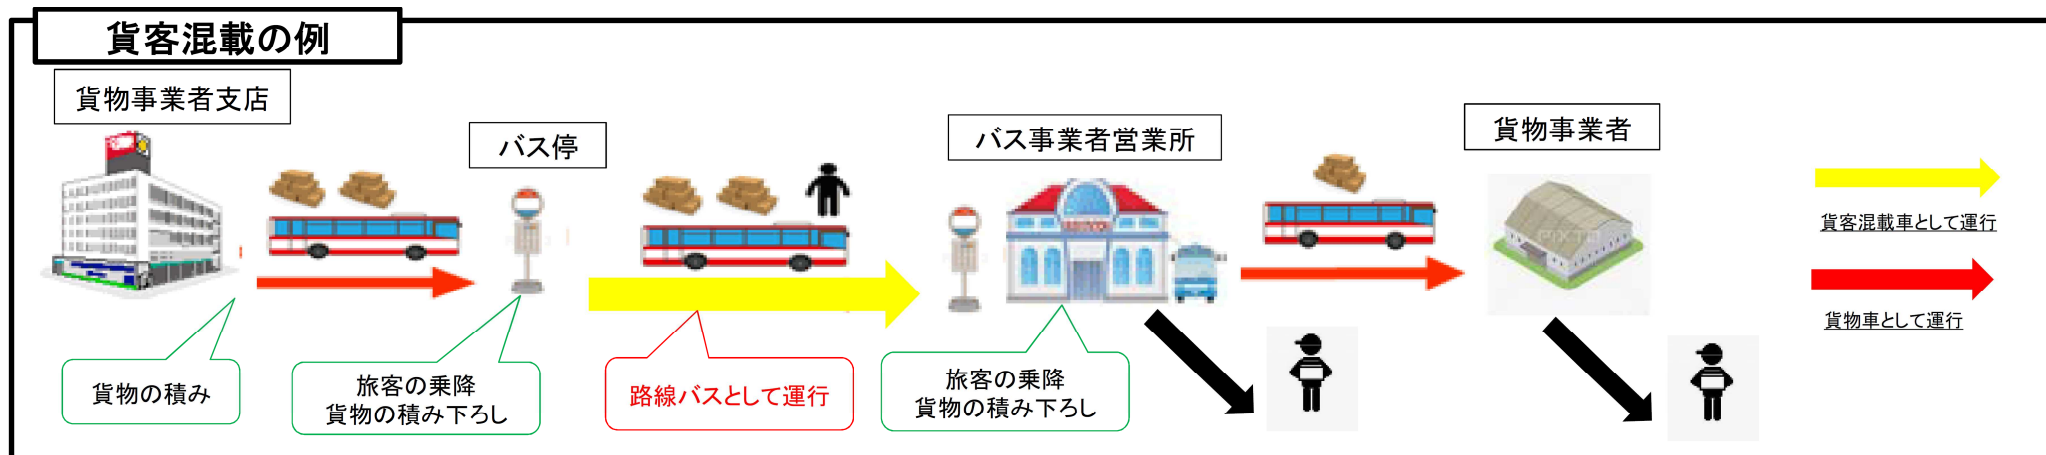 貨客混載の例
貨物事業者支店
バス停
バス事業者営業所
貨物事業者
貨客混載車として運行
貨物車として運行
貨物の積み
旅客の乗降
貨物の積み下ろし
路線バスとして運行
旅客の乗降
貨物の積み下ろし